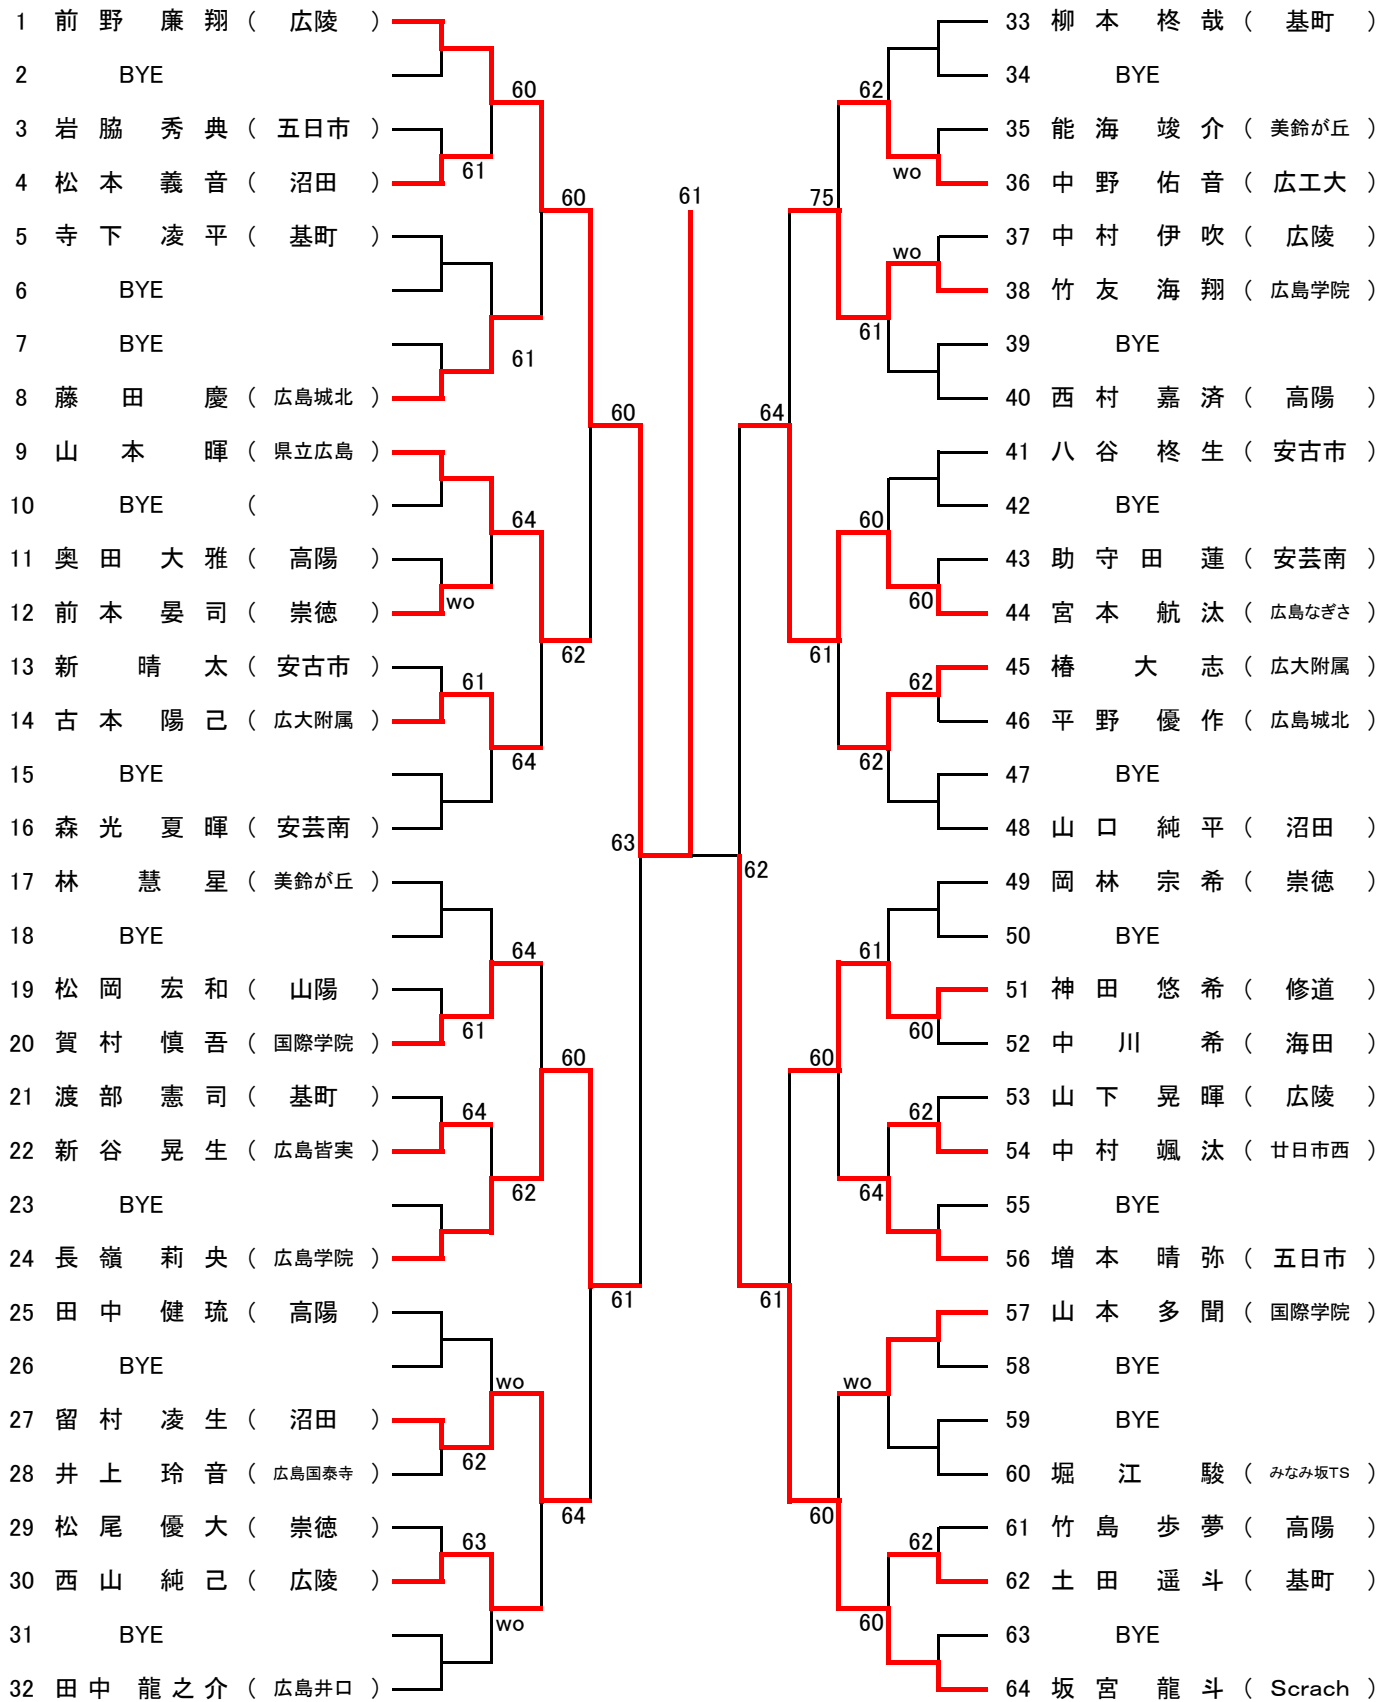 1 前野 廉翔 ( 広陵 )
2 BYE
3 岩脇 秀典 ( 五日市 )
4 松本 義音 ( 沼田 )
5 寺下 凌平 ( 基町 )
6 BYE
7 BYE
8 藤田 慶 ( 広島城北 )
9 山本 暉 ( 県立広島 )
10 BYE ( )
11 奥田 大雅 ( 高陽 )
12 前本 晏司 ( 崇徳 )
13 新 晴太 ( 安古市 )
14 古本 陽己 ( 広大附属 )
15 BYE
16 森光 夏暉 ( 安芸南 )
17 林 慧星 ( 美鈴が丘 )
18 BYE
19 松岡 宏和 ( 山陽 )
20 賀村 慎吾 ( 国際学院 )
21 渡部 憲司 ( 基町 )
22 新谷 晃生 ( 広島皆実 )
23 BYE
24 長嶺 莉央 ( 広島学院 )
25 田中 健琉 ( 高陽 )
26 BYE
27 留村 凌生 ( 沼田 )
28 井上 玲音 ( 広島国泰寺 )
29 松尾 優大 ( 崇徳 )
30 西山 純己 ( 広陵 )
31 BYE
32 田中 龍之介 ( 広島井口 )
61
wo
61
61
64
62
63
60
61
64
64
64
62
wo
wo
60
62
60
64
60
61
63
61
62
64
61
75
61
60
60
62
61
60
64
wo
60
62
61
60
62
62
62
wo
wo
60
62
60
62
62
33 柳本 柊哉 ( 基町 )
34 BYE
35 能海 竣介 ( 美鈴が丘 )
36 中野 佑音 ( 広工大 )
37 中村 伊吹 ( 広陵 )
38 竹友 海翔 ( 広島学院 )
39 BYE
40 西村 嘉済 ( 高陽 )
41 八谷 柊生 ( 安古市 )
42 BYE
43 助守田 蓮 ( 安芸南 )
44 宮本 航汰 ( 広島なぎさ )
45 椿 大志 ( 広大附属 )
46 平野 優作 ( 広島城北 )
47 BYE
48 山口 純平 ( 沼田 )
49 岡林 宗希 ( 崇徳 )
50 BYE
51 神田 悠希 ( 修道 )
52 中川 希 ( 海田 )
53 山下 晃暉 ( 広陵 )
54 中村 颯汰 ( 廿日市西 )
55 BYE
56 増本 晴弥 ( 五日市 )
57 山本 多聞 ( 国際学院 )
58 BYE
59 BYE
60 堀江 駿 ( みなみ坂TS )
61 竹島 歩夢 ( 高陽 )
62 土田 遥斗 ( 基町 )
63 BYE
64 坂宮 龍斗 ( Scrach )